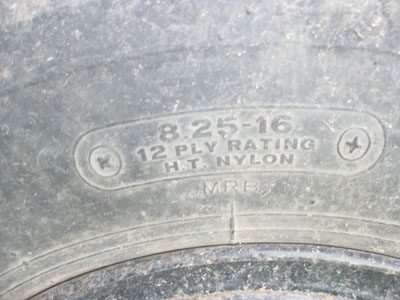 8.25-16
12 PLY RATING
H.T. NYLON
MRB